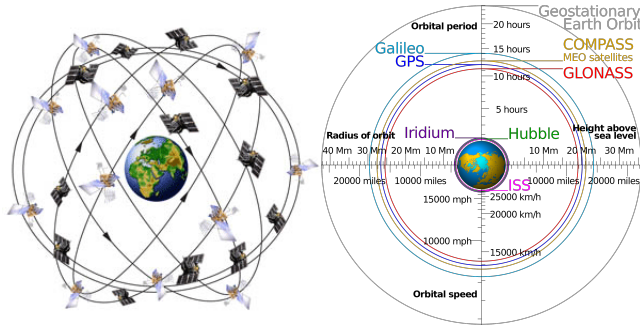 Geostationary
Earth Orbit
Orbital period
20 hours
Galileo
15 hours
COMPASS
GPS
MEO satellites
10 hours
GLONASS
5 hours
Iridium
Hubble
Radius of orbit
Height above
sea level
40 Mm 30 Mm 20 Mm 10 Mm
10 Mm 20 Mm 30 Mm
20000 miles 10000 miles
10000 miles 20000 miles
ISS
15000 mph
25000 km/h
20000 km/h
10000 mph
15000 km/h
Orbital speed